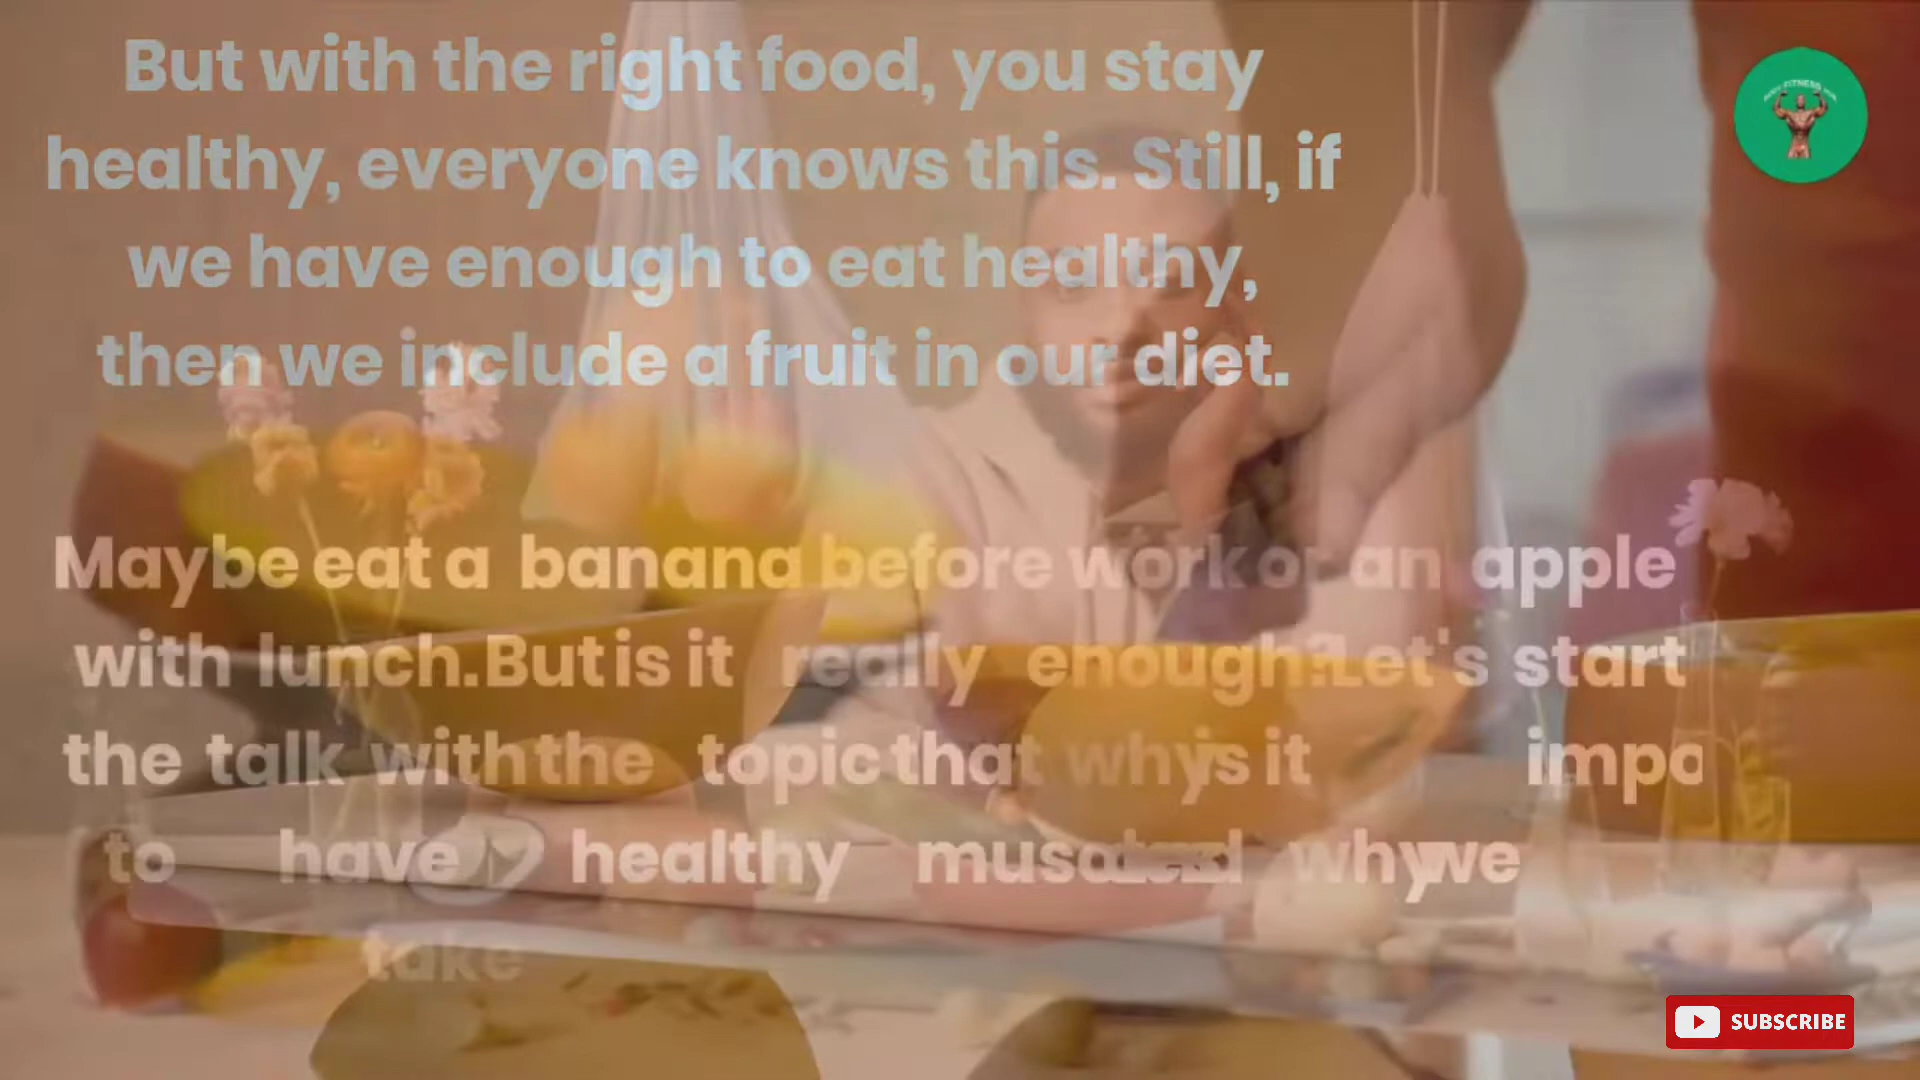 But with the right food, you stay
healthy, everyone knows this. Still, if
we have enough to eat healthy,
then we include a fruit in our diet.
Maybe eat a banana before work or an apple
with lunch. But is it really enough? Let's start
the talk with the topic that why is it impo
to have healthy why we
take
SUBSCRIBE